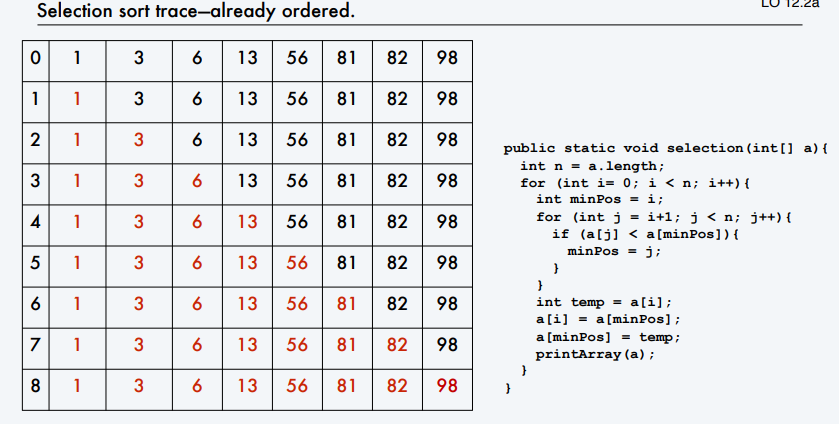 LO 12.2a
Selection sort trace—already ordered.
0 1 3 6 13 56 81 82 98
1 1 3 6 13 56 81 82 98
2 1 3 6 13 56 81 82 98
3 1 3 6 13 56 81 82 98
4 1 3 6 13 56 81 82 98
5 1 3 6 13 56 81 82 98
6 1 3 6 13 56 81 82 98
7 1 3 6 13 56 81 82 98
8 1 3 6 13 56 81 82 98
public static void selection(int[] a){
int n = a.length;
for (int i= 0; i < n; i++){
int minPos = i;
for (int j = i+1; j < n; j++){
if (a[j] < a[minPos]){
minPos = j;
}
}
int temp = a[i];
a[i] = a[minPos];
a[minPos] = temp;
printArray(a);
}
}